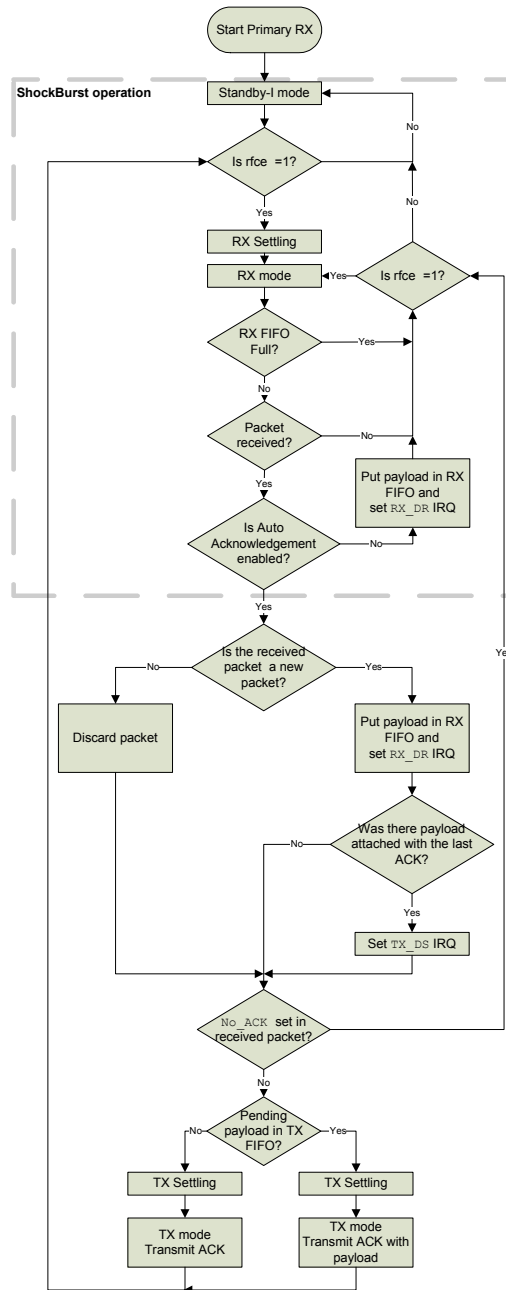 Start Primary RX
ShockBurst operation
Standby-I mode
No
Is rfce =1?
No
Yes
RX Settling
RX mode
Yes
Is rfce =1?
RX FIFO
Full?
Yes
No
Packet
received?
No
Put payload in RX
FIFO and
set RX_DR IRQ
Yes
Is Auto
Acknowledgement
enabled?
No
Yes
Is the received
packet a new
packet?
No
Yes
Ye
Discard packet
Put payload in RX
FIFO and
set RX_DR IRQ
Was there payload
attached with the last
ACK?
No
Yes
Set TX_DS IRQ
No_ACK set in
received packet?
No
Pending
payload in TX
FIFO?
No
Yes
TX Settling
TX Settling
TX mode
Transmit ACK
TX mode
Transmit ACK with
payload